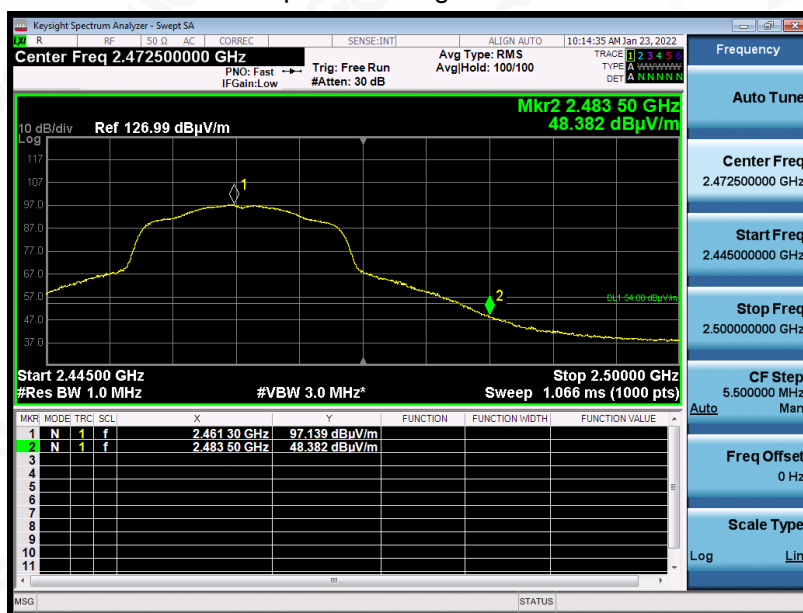 Keysight Spectrum Analyzer - Swept SA
LXI R RF 50 Ω AC CORREC SENSE:INT ALIGN AUTO 10:14:35 AM Jan 23, 2022
Center Freq 2.472500000 GHz
PNO: Fast
IFGain:Low
Trig: Free Run
#Atten: 30 dB
Avg Type: RMS
Avg|Hold: 100/100
TRACE 1 2 3 4 5 6
TYPE A WWWWW
DET A N N N N N
Mkr2 2.483 50 GHz
48.382 dBµV/m
10 dB/div Ref 126.99 dBµV/m
Log
117
107
97.0
87.0
77.0
67.0
57.0
47.0
37.0
1
2
DL1 54.00 dBµV/m
Start 2.44500 GHz Stop 2.50000 GHz
#Res BW 1.0 MHz #VBW 3.0 MHz* Sweep 1.066 ms (1000 pts)
MKR MODE TRC SCL X Y FUNCTION FUNCTION WIDTH FUNCTION VALUE
1 N 1 f 2.461 30 GHz 97.139 dBµV/m
2 N 1 f 2.483 50 GHz 48.382 dBµV/m
3
4
5
6
7
8
9
10
11
MSG STATUS
Frequency
Auto Tune
Center Freq
2.472500000 GHz
Start Freq
2.445000000 GHz
Stop Freq
2.500000000 GHz
CF Step
5.500000 MHz
Auto Man
Freq Offset
0 Hz
Scale Type
Log Lin